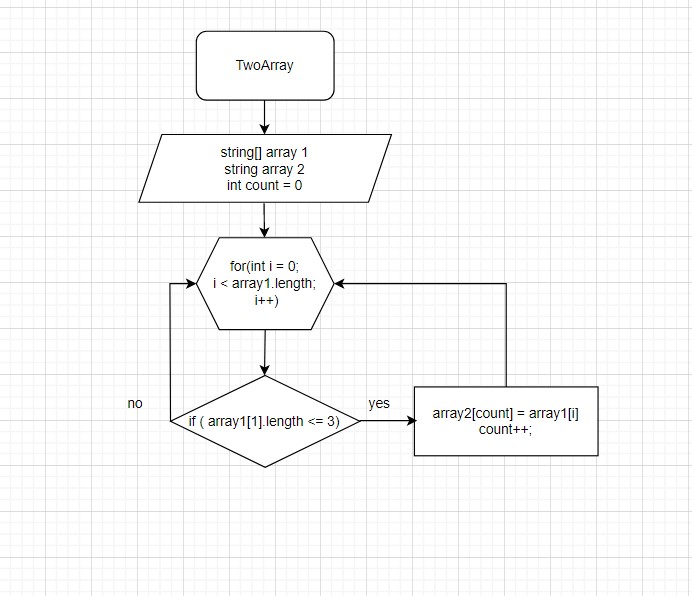 TwoArray
string[] array 1
string array 2
int count = 0
for(int i = 0;
i < array1.length;
i++)
no
if ( array1[1].length <= 3)
yes
array2[count] = array1[i]
count++;